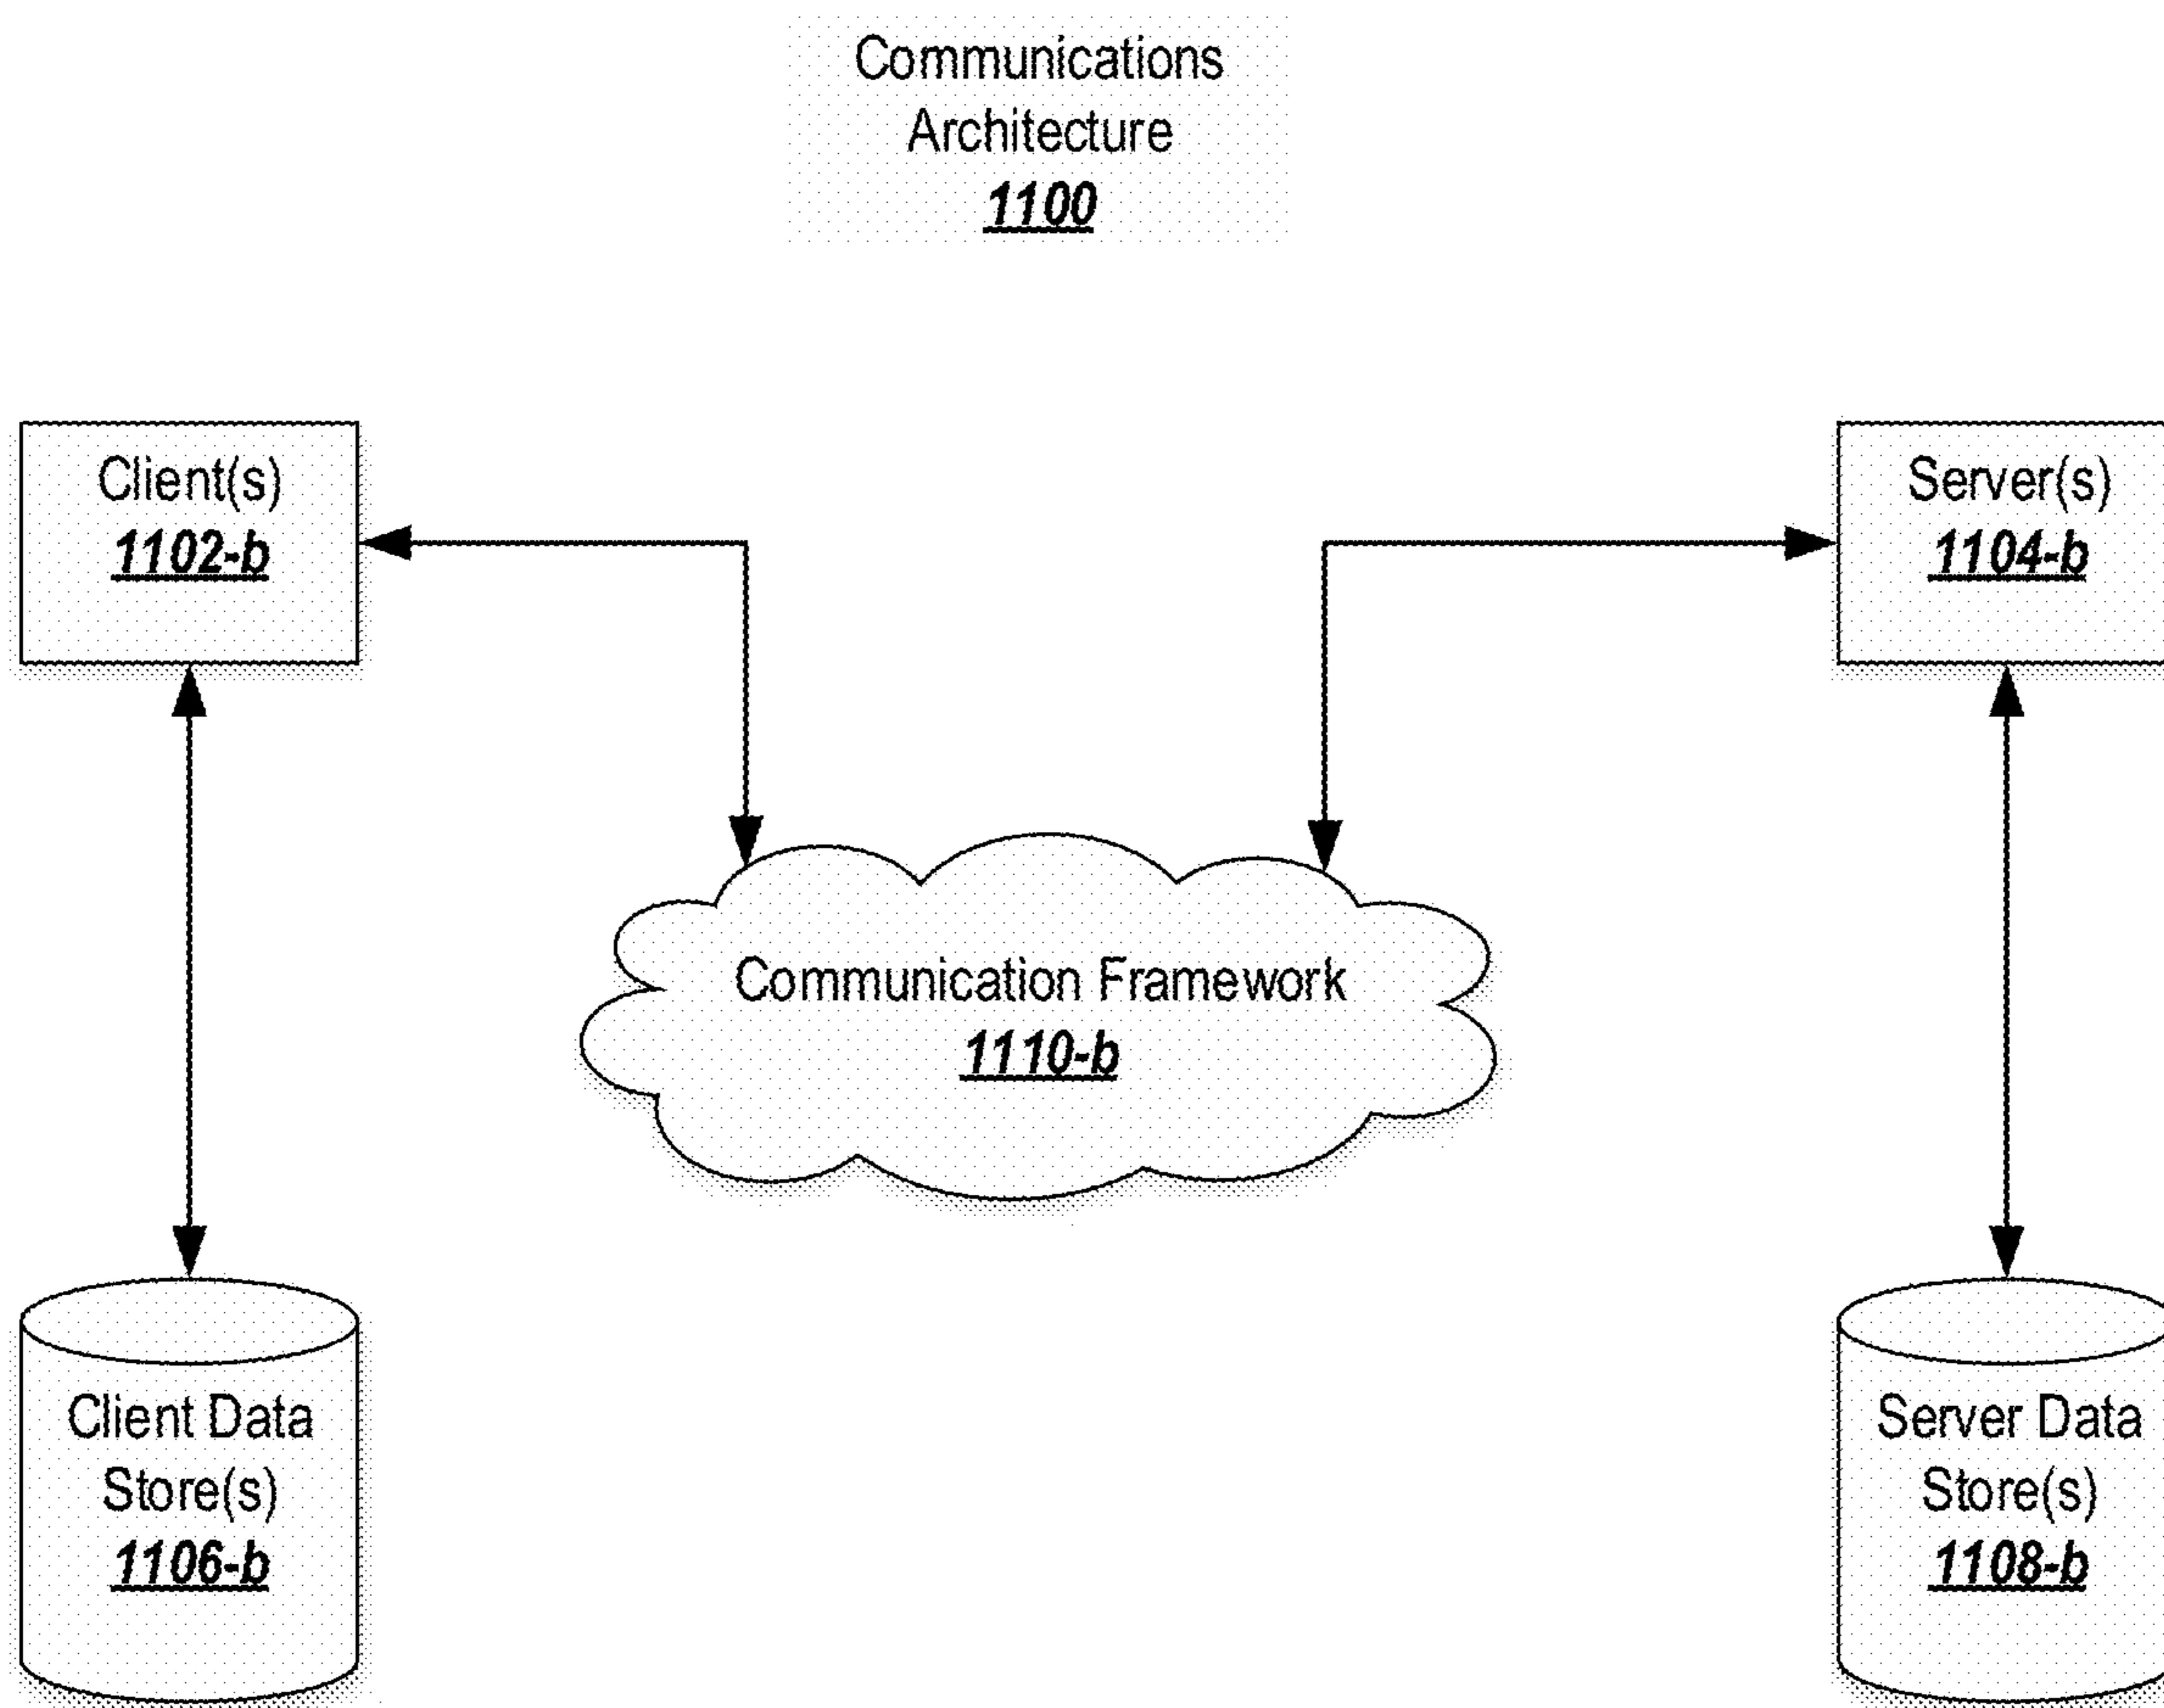 Communications
Architecture
1100
Client(s)
1102-b
Server(s)
1104-b
Communication Framework
1110-b
Client Data
Store(s)
1106-b
Server Data
Store(s)
1108-b